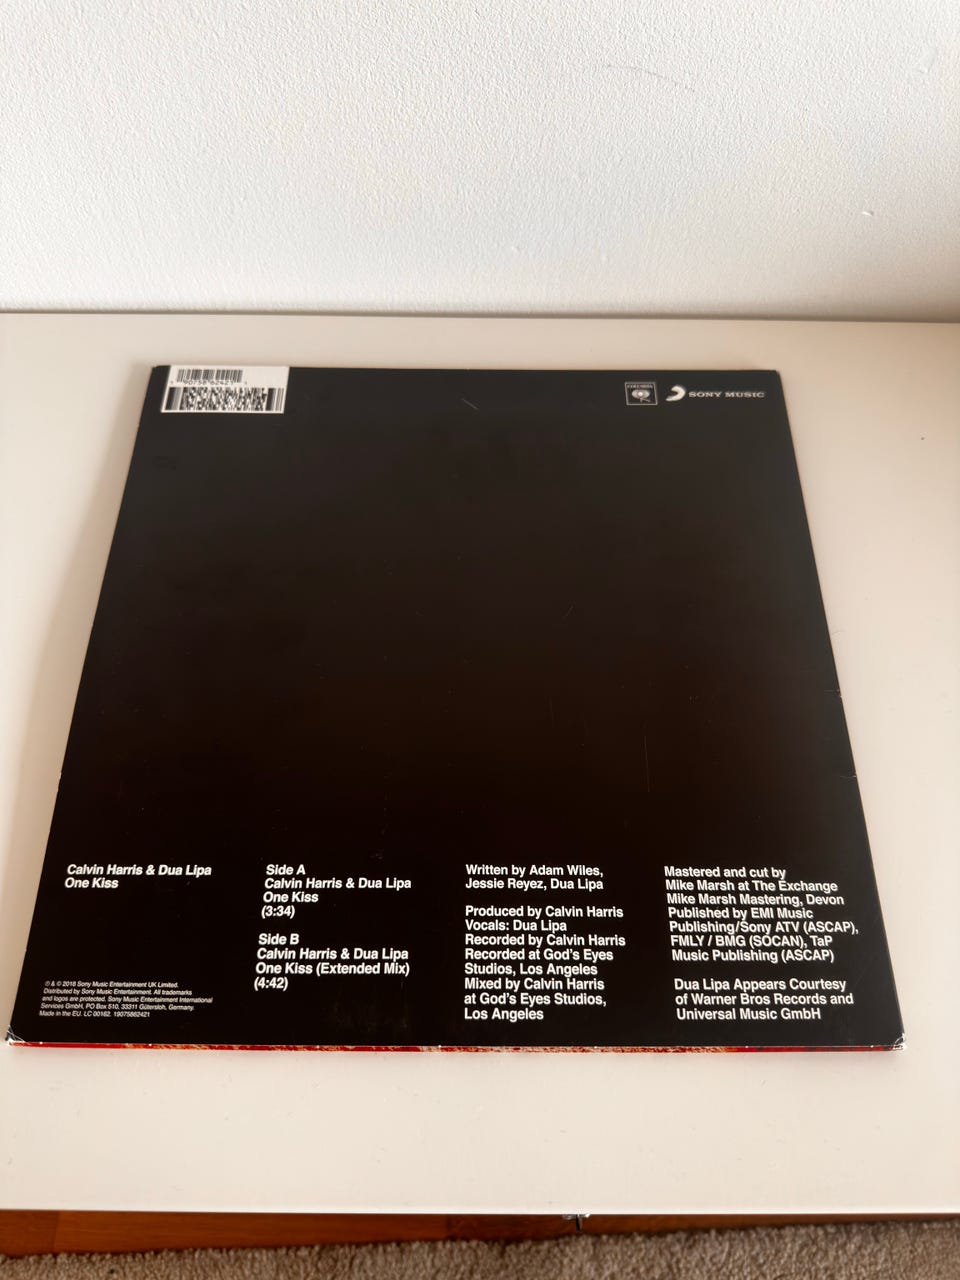 COLUMBIA
SONY MUSIC
Calvin Harris & Dua Lipa
One Kiss
Side A
Calvin Harris & Dua Lipa
One Kiss
(3:34)
Side B
Calvin Harris & Dua Lipa
One Kiss (Extended Mix)
(4:42)
Written by Adam Wiles,
Jessie Reyez, Dua Lipa
Produced by Calvin Harris
Vocals: Dua Lipa
Recorded by Calvin Harris
Recorded at God's Eyes
Studios, Los Angeles
Mixed by Calvin Harris
at God's Eyes Studios,
Los Angeles
Mastered and cut by
Mike Marsh at The Exchange
Mike Marsh Mastering, Devon
Published by EMI Music
Publishing/Sony ATV (ASCAP),
FMLY / BMG (SOCAN), TaP
Music Publishing (ASCAP)
Dua Lipa Appears Courtesy
of Warner Bros Records and
Universal Music GmbH
℗ & © 2018 Sony Music Entertainment UK Limited.
Distributed by Sony Music Entertainment. All trademarks
and logos are protected. Sony Music Entertainment International
Services GmbH, PO Box 510, 33311 Gütersloh, Germany.
Made in the EU. LC 00162. 19075862421